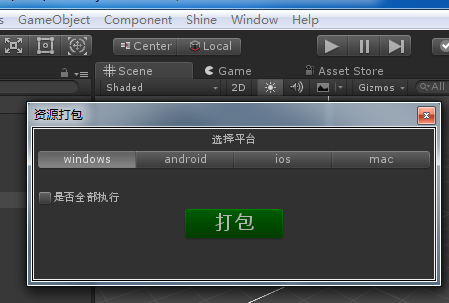 s GameObject Component Shine Window Help
Center Local
Scene Game Asset Store
Shaded 2D Gizmos All
资源打包
选择平台
windows android ios mac
是否全部执行
打包